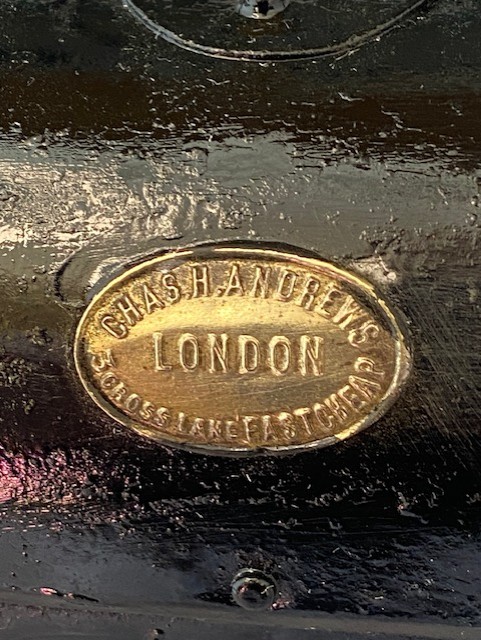 CHAS. H. ANDREWS
LONDON
3 CROSS LANE EASTCHEAP